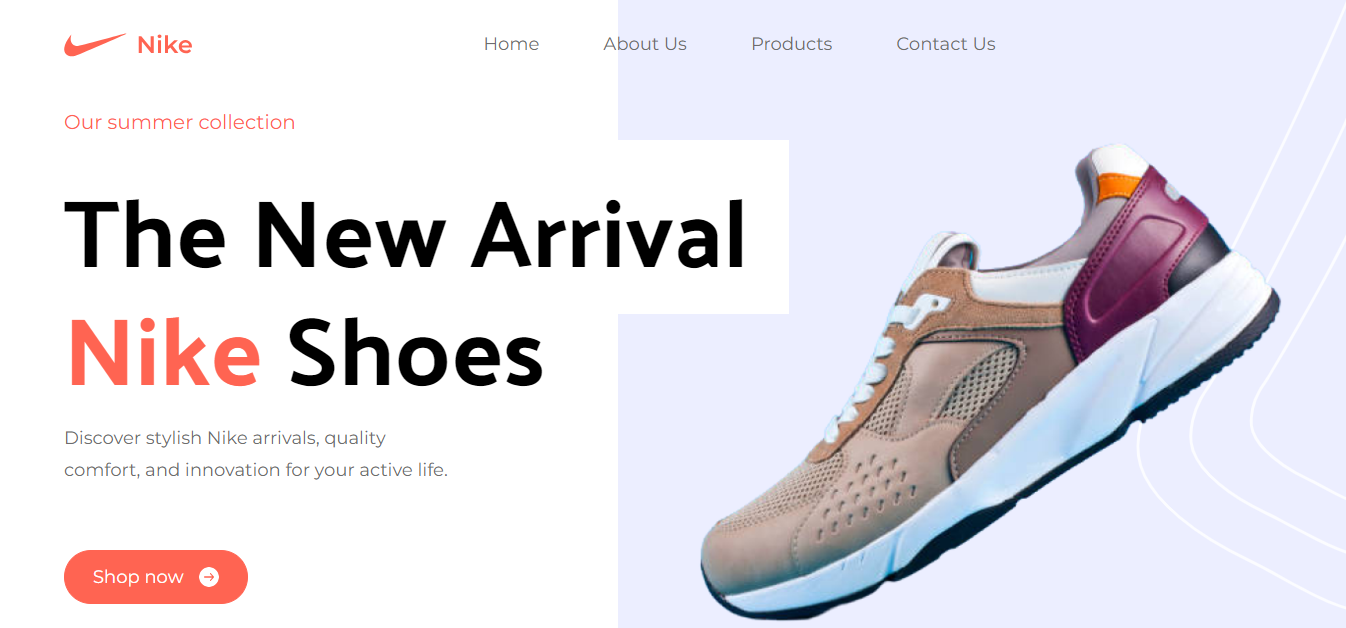 Nike
Home
About Us
Products
Contact Us
Our summer collection
The New Arrival
Nike Shoes
Discover stylish Nike arrivals, quality
comfort, and innovation for your active life.
Shop now